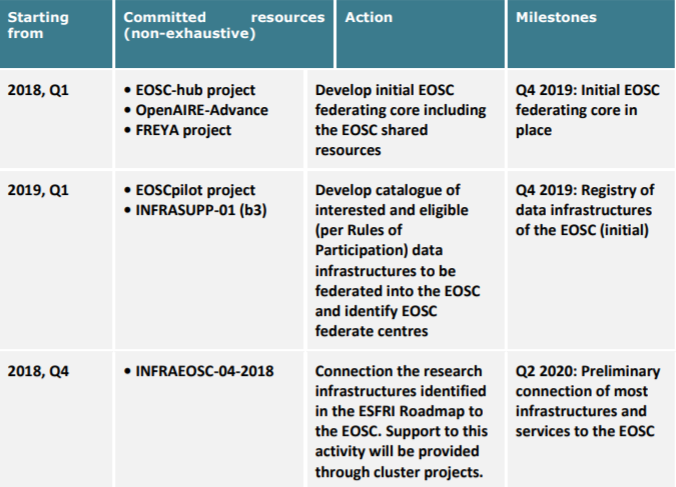 Starting
from
Committed resources
(non-exhaustive)
Action
Milestones
2018, Q1
• EOSC-hub project
• OpenAIRE-Advance
• FREYA project
Develop initial EOSC
federating core including
the EOSC shared
resources
Q4 2019: Initial EOSC
federating core in
place
2019, Q1
• EOSCpilot project
• INFRASUPP-01 (b3)
Develop catalogue of
interested and eligible
(per Rules of
Participation) data
infrastructures to be
federated into the EOSC
and identify EOSC
federate centres
Q4 2019: Registry of
data infrastructures
of the EOSC (initial)
2018, Q4
• INFRAEOSC-04-2018
Connection the research
infrastructures identified
in the ESFRI Roadmap to
the EOSC. Support to this
activity will be provided
through cluster projects.
Q2 2020: Preliminary
connection of most
infrastructures and
services to the EOSC